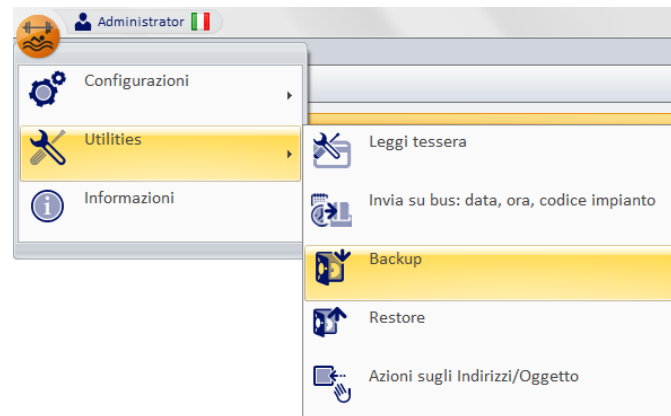 Administrator
Configurazioni
Utilities
Leggi tessera
Informazioni
Invia su bus: data, ora, codice impianto
Backup
Restore
Azioni sugli Indirizzi/Oggetto